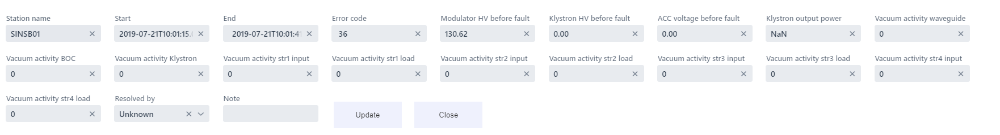 Station name Start End Error code Modulator HV before fault Klystron HV before fault ACC voltage before fault Klystron output power Vacuum activity waveguide
SINSB01 2019-07-21T10:01:15. 2019-07-21T10:01:41 36 130.62 0.00 0.00 NaN 0
Vacuum activity BOC Vacuum activity Klystron Vacuum activity str1 input Vacuum activity str1 load Vacuum activity str2 input Vacuum activity str2 load Vacuum activity str3 input Vacuum activity str3 load Vacuum activity str4 input
0 0 0 0 0 0 0 0 0
Vacuum activity str4 load Resolved by Note
0 Unknown Update Close